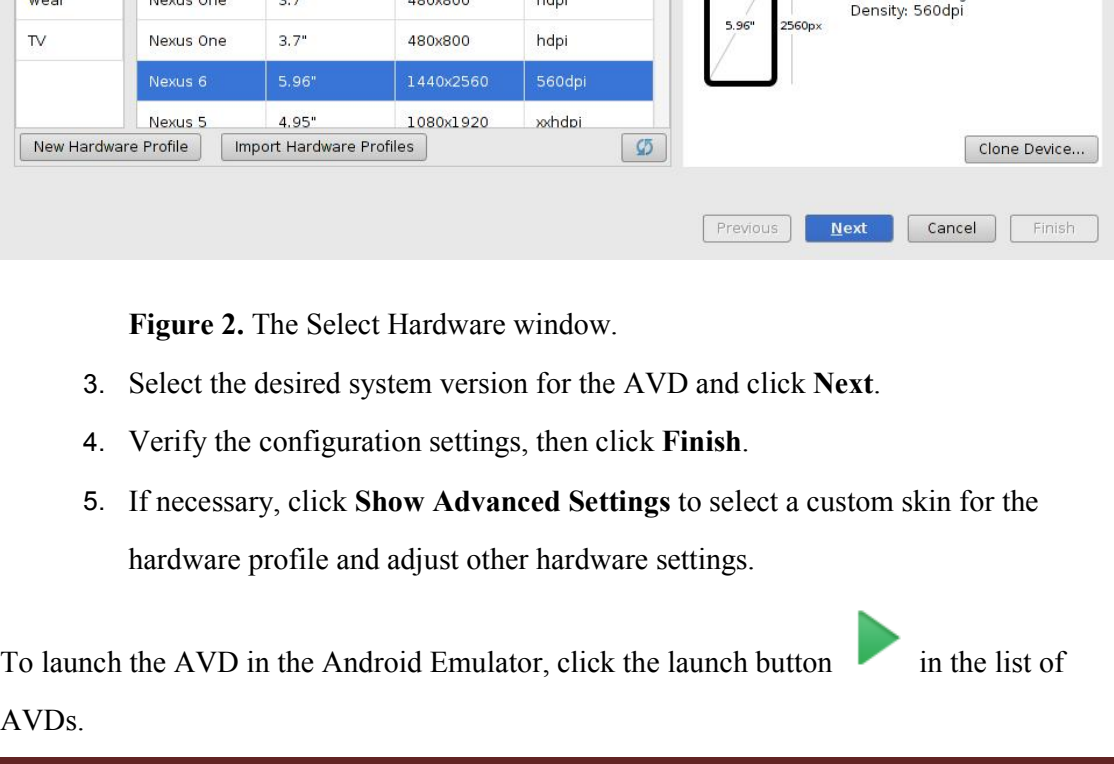 Wear Nexus One 3.7" 480x800 hdpi
Density: 560dpi
5.96" 2560px
TV Nexus One 3.7" 480x800 hdpi
Nexus 6 5.96" 1440x2560 560dpi
Nexus 5 4.95" 1080x1920 xxhdpi
New Hardware Profile Import Hardware Profiles Clone Device...
Previous Next Cancel Finish
Figure 2. The Select Hardware window.
3. Select the desired system version for the AVD and click Next.
4. Verify the configuration settings, then click Finish.
5. If necessary, click Show Advanced Settings to select a custom skin for the
hardware profile and adjust other hardware settings.
To launch the AVD in the Android Emulator, click the launch button in the list of
AVDs.